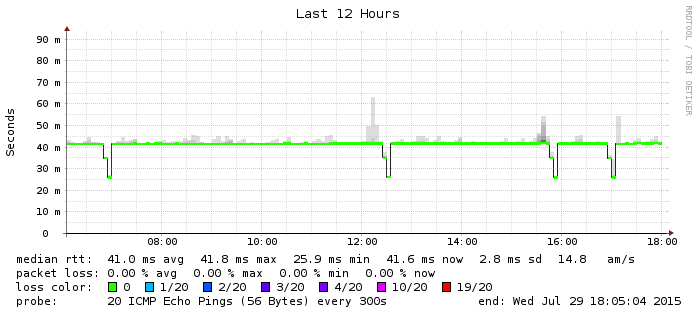 Last 12 Hours
RRDTOOL / TOBI OETIKER
Seconds
90 m
80 m
70 m
60 m
50 m
40 m
30 m
20 m
10 m
0
08:00 10:00 12:00 14:00 16:00 18:00
median rtt: 41.0 ms avg 41.8 ms max 25.9 ms min 41.6 ms now 2.8 ms sd 14.8 am/s
packet loss: 0.00 % avg 0.00 % max 0.00 % min 0.00 % now
loss color: 0 1/20 2/20 3/20 4/20 10/20 19/20
probe: 20 ICMP Echo Pings (56 Bytes) every 300s end: Wed Jul 29 18:05:04 2015